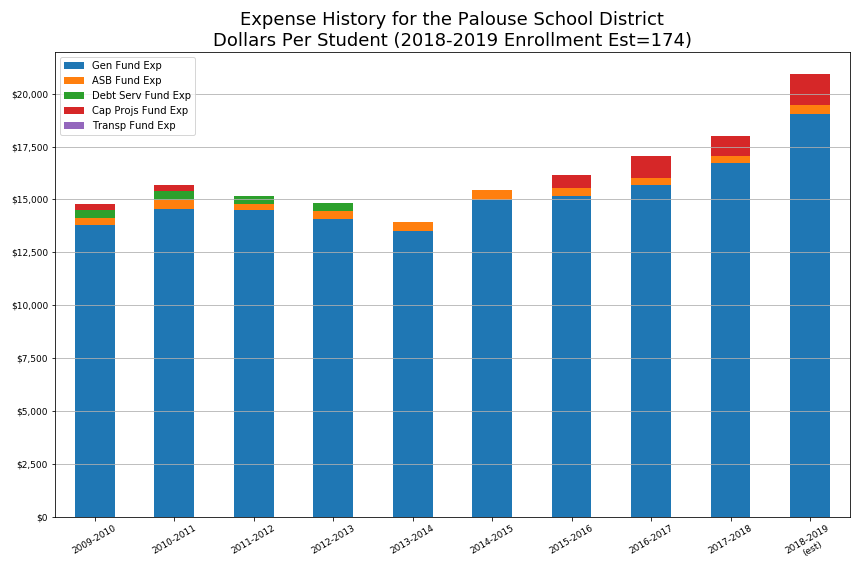 Expense History for the Palouse School District
Dollars Per Student (2018-2019 Enrollment Est=174)
Gen Fund Exp
ASB Fund Exp
Debt Serv Fund Exp
Cap Projs Fund Exp
Transp Fund Exp
$20,000
$17,500
$15,000
$12,500
$10,000
$7,500
$5,000
$2,500
$0
2009-2010
2010-2011
2011-2012
2012-2013
2013-2014
2014-2015
2015-2016
2016-2017
2017-2018
2018-2019
(est)